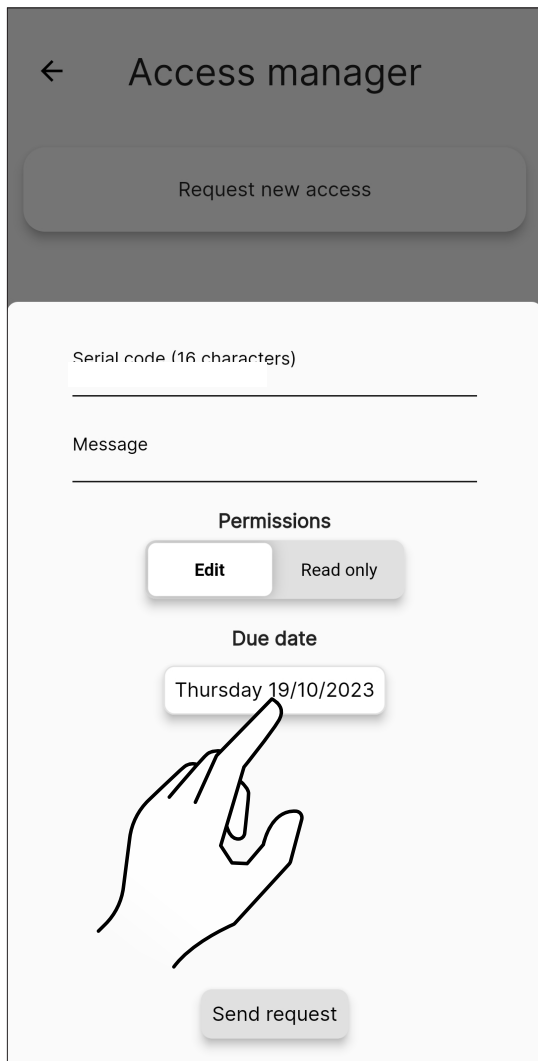 Access manager
Request new access
Serial code (16 characters)
Message
Permissions
Edit Read only
Due date
Thursday 19/10/2023
Send request